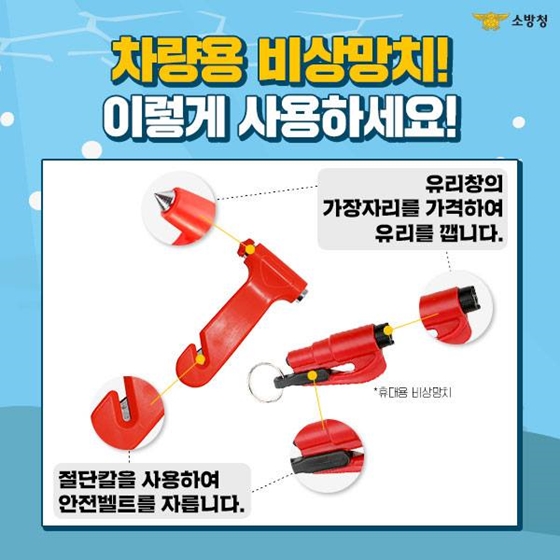 소방청
차량용 비상망치!
이렇게 사용하세요!
유리창의
가장자리를 가격하여
유리를 깹니다.
*휴대용 비상망치
절단칼을 사용하여
안전벨트를 자릅니다.